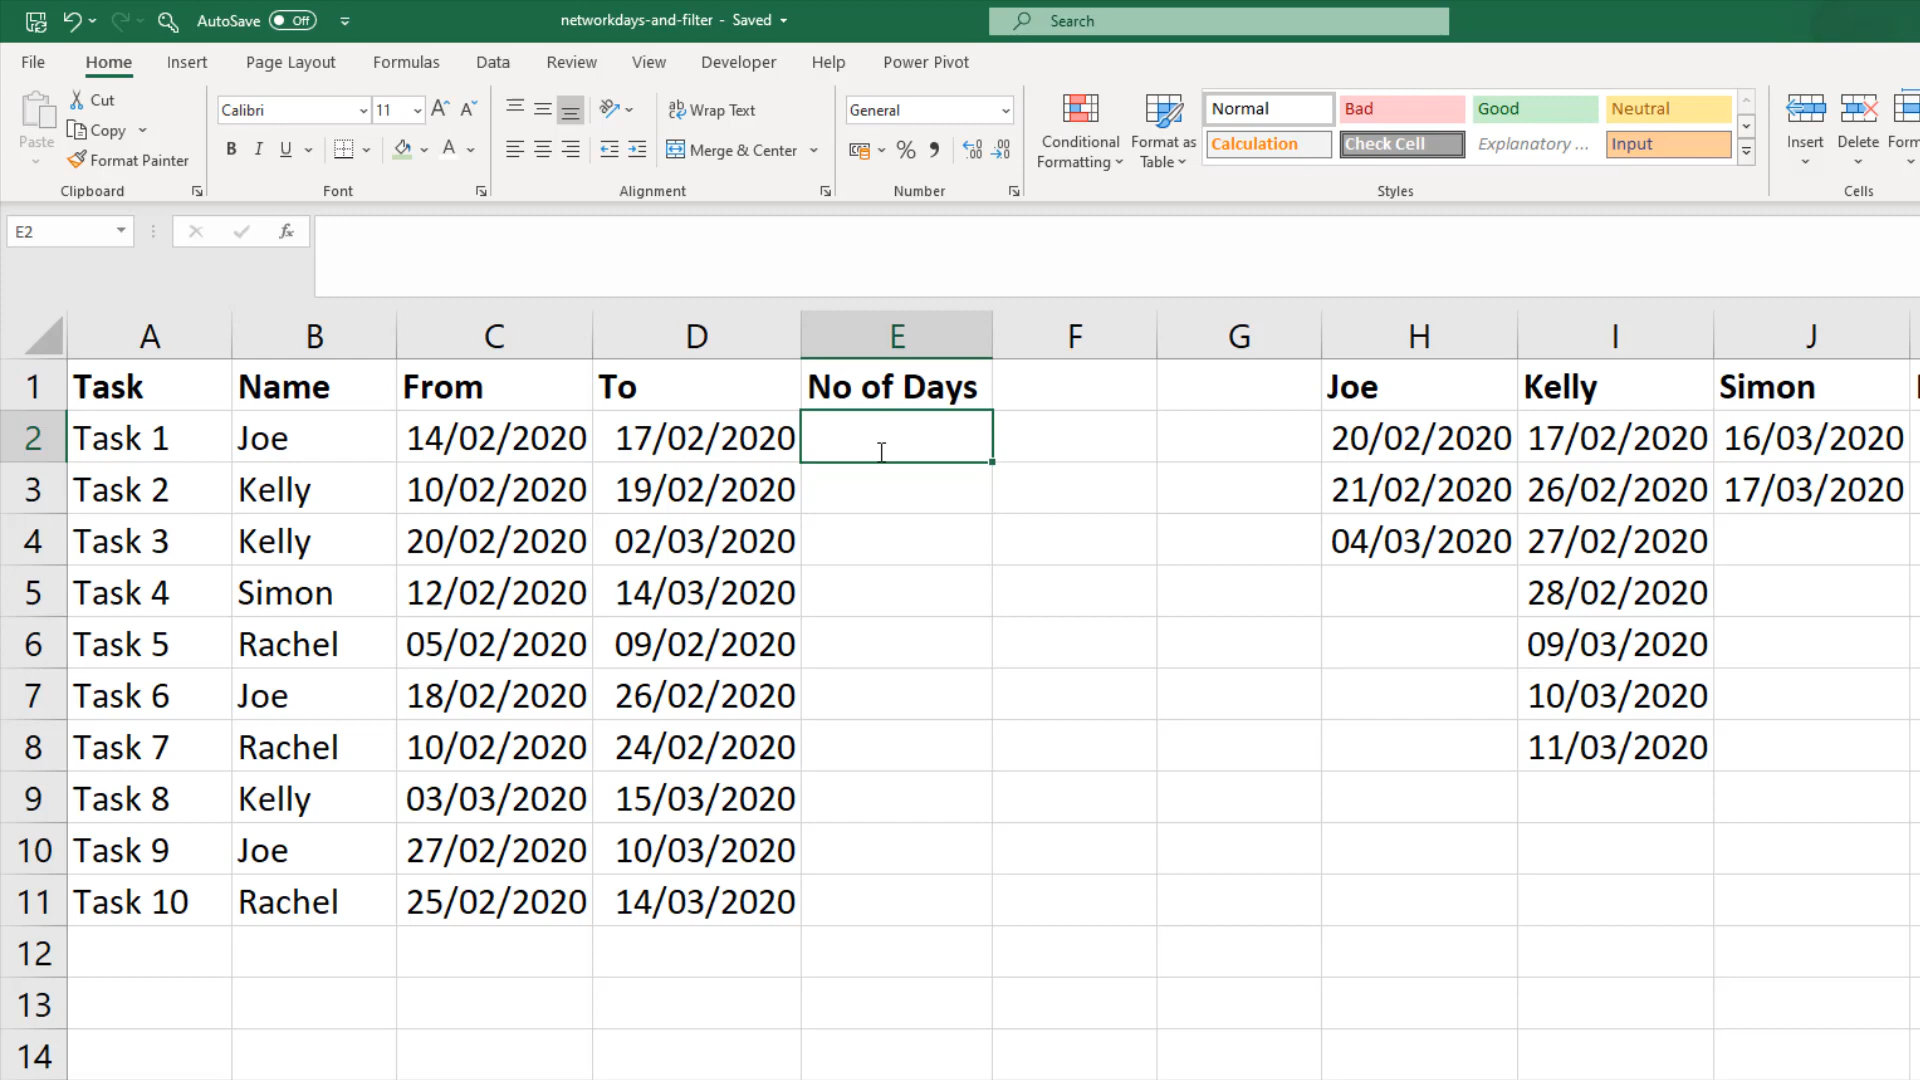 AutoSave Off networkdays-and-filter - Saved Search
File Home Insert Page Layout Formulas Data Review View Developer Help Power Pivot
Paste Cut Copy Format Painter
Calibri 11 B I U A
ab Wrap Text
Merge & Center
General
% 9
Conditional Formatting
Format as Table
Normal Bad Good Neutral
Calculation Check Cell Explanatory ... Input
Insert Delete
Clipboard Font Alignment Number Styles Cells
E2 fx
A B C D E F G H I J
1 Task Name From To No of Days Joe Kelly Simon
2 Task 1 Joe 14/02/2020 17/02/2020 20/02/2020 17/02/2020 16/03/2020
3 Task 2 Kelly 10/02/2020 19/02/2020 21/02/2020 26/02/2020 17/03/2020
4 Task 3 Kelly 20/02/2020 02/03/2020 04/03/2020 27/02/2020
5 Task 4 Simon 12/02/2020 14/03/2020 28/02/2020
6 Task 5 Rachel 05/02/2020 09/02/2020 09/03/2020
7 Task 6 Joe 18/02/2020 26/02/2020 10/03/2020
8 Task 7 Rachel 10/02/2020 24/02/2020 11/03/2020
9 Task 8 Kelly 03/03/2020 15/03/2020
10 Task 9 Joe 27/02/2020 10/03/2020
11 Task 10 Rachel 25/02/2020 14/03/2020
12
13
14